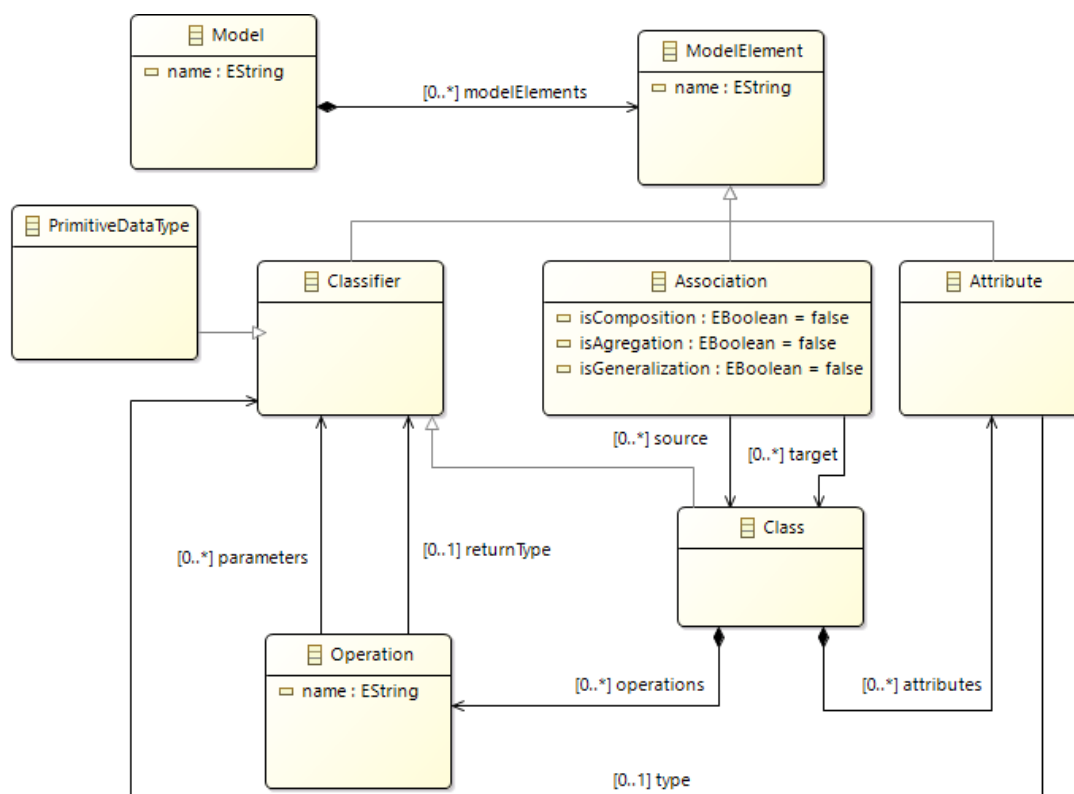 Model
name : EString
ModelElement
name : EString
[0..*] modelElements
PrimitiveDataType
Classifier
Association
isComposition : EBoolean = false
isAgregation : EBoolean = false
isGeneralization : EBoolean = false
Attribute
[0..*] source
[0..*] target
Class
[0..*] parameters
[0..1] returnType
Operation
name : EString
[0..*] operations
[0..*] attributes
[0..1] type